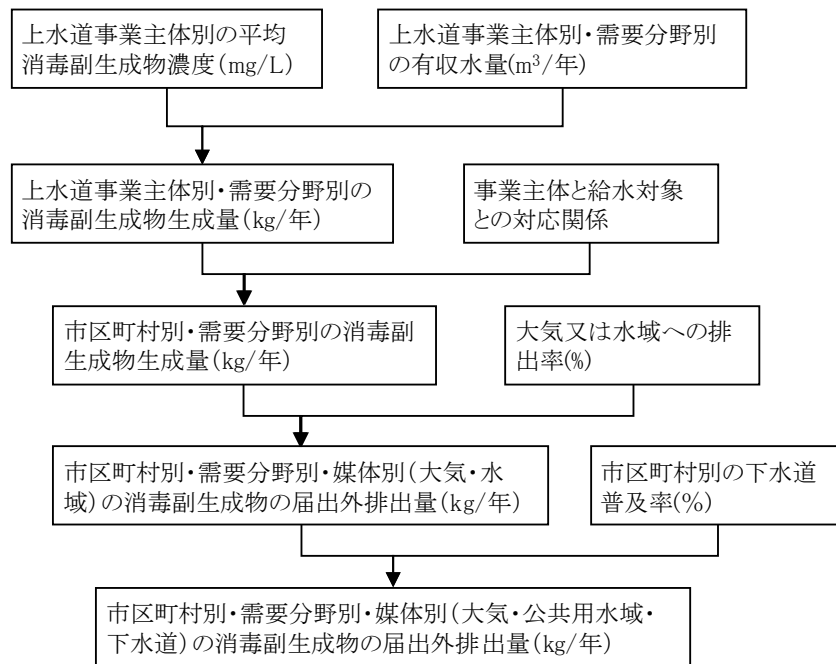 上水道事業主体別の平均
消毒副生成物濃度(mg/L)
上水道事業主体別・需要分野別
の有収水量(m³/年)
上水道事業主体別・需要分野別の
消毒副生成物生成量(kg/年)
事業主体と給水対象
との対応関係
市区町村別・需要分野別の消毒副
生成物生成量(kg/年)
大気又は水域への排
出率(%)
市区町村別・需要分野別・媒体別(大気・水
域)の消毒副生成物の届出外排出量(kg/年)
市区町村別の下水道
普及率(%)
市区町村別・需要分野別・媒体別(大気・公共用水域・
下水道)の消毒副生成物の届出外排出量(kg/年)